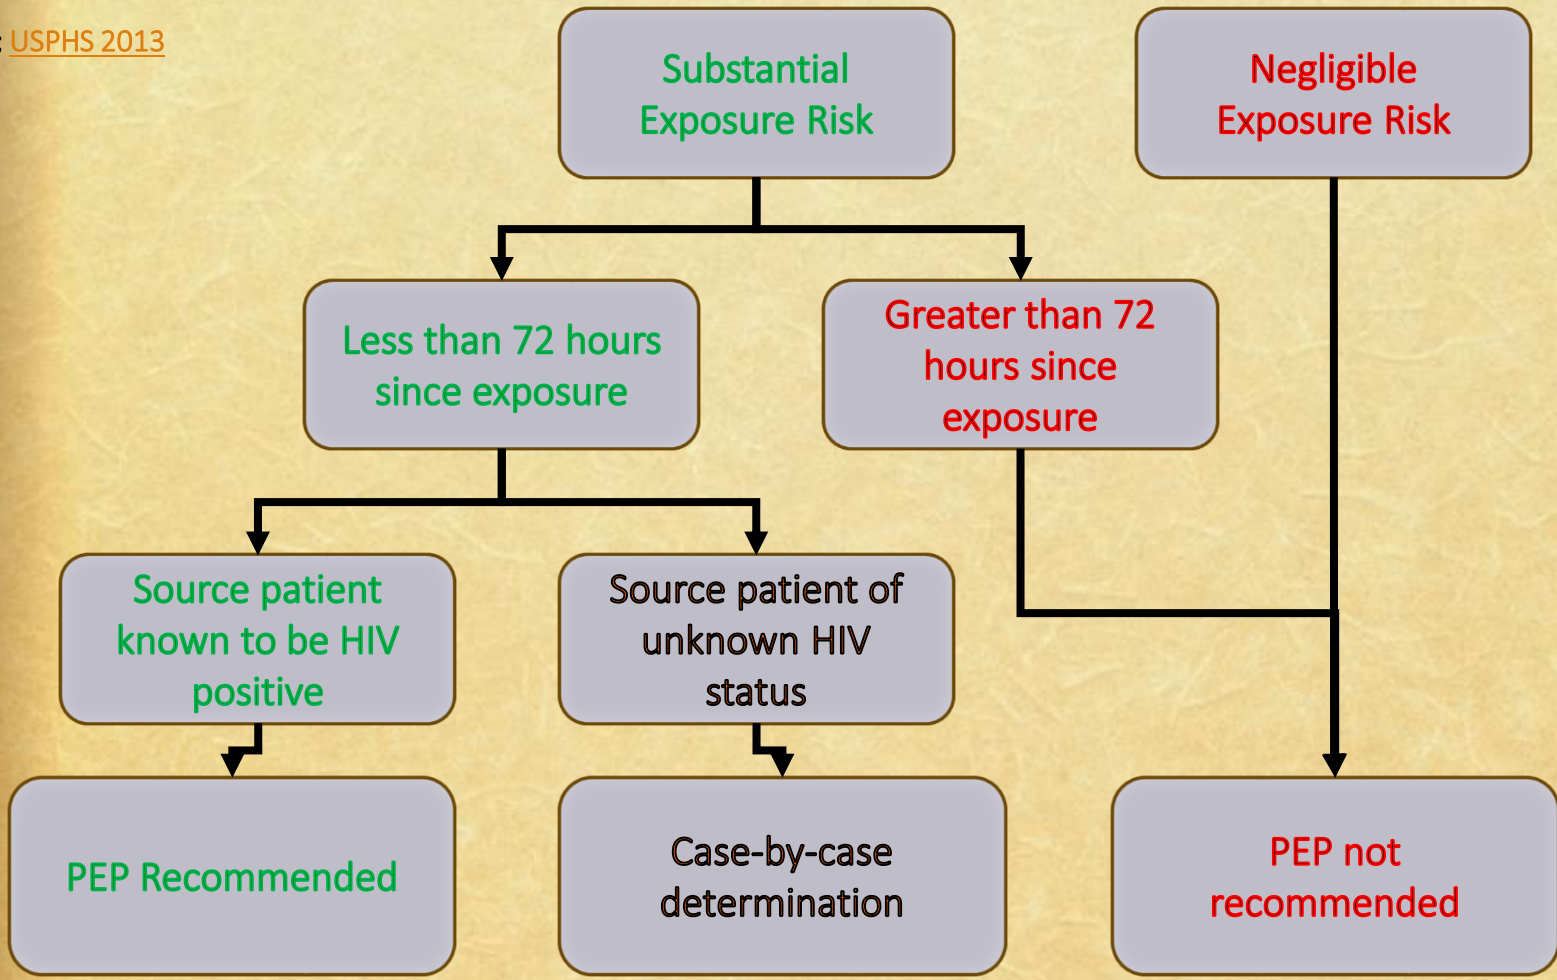 : USPHS 2013
Substantial
Exposure Risk
Negligible
Exposure Risk
Less than 72 hours
since exposure
Greater than 72
hours since
exposure
Source patient
known to be HIV
positive
Source patient of
unknown HIV
status
PEP Recommended
Case-by-case
determination
PEP not
recommended